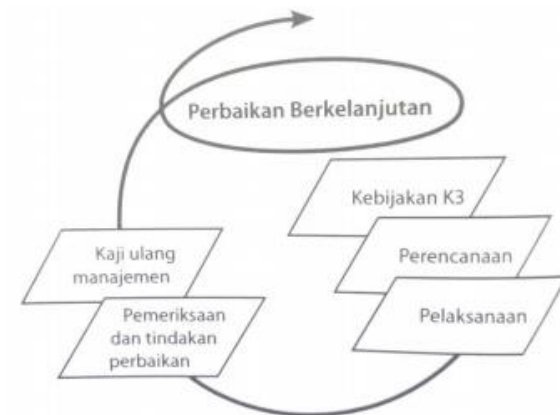 Perbaikan Berkelanjutan
Kebijakan K3
Perencanaan
Pelaksanaan
Pemeriksaan
dan tindakan
perbaikan
Kaji ulang
manajemen